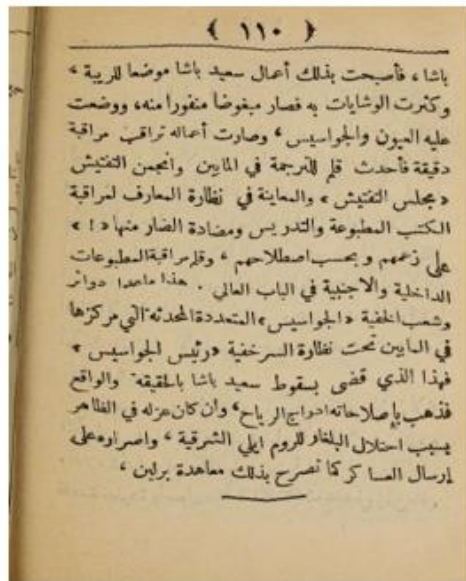 ﴿ ١١٠ ﴾
باشا ، فأصبحت بذلك أعمال سعيد باشا موضعا للريبة ،
وكثرت الوشايات به فصار مبغوضاً منفورا منه، ووضعت
عليه العيون والجواسيس ، وصارت أعماله تراقب مراقبة
دقيقة فأحدث قلم للترجمة في المابين وانجمن التفتيش
«مجلس التفتيش» والمعاينة في نظارة المعارف لمراقبة
الكتب المطبوعة والتدريس ومضادة الضار منها «!»
على زعمهم وبحسب اصطلاحهم ، وقلم مراقبة المطبوعات
الداخلية والاجنبية في الباب العالي . هذا ماعدا دوائر
وشعب الخفية «الجواسيس» المتعددة المحدثة التي مركزها
في المابين تحت نظارة السرخفية «رئيس الجواسيس»
فهذا الذي قضى بسقوط سعيد باشا بالحقيقة والواقع
فذهب بإصلاحاته ادراج الرياح ، وان كان عزله في الظاهر
بسبب احتلال البلغار للروم ايلي الشرقية ، واصراره على
إرسال العساكر كما تصرح بذلك معاهدة برلين ،